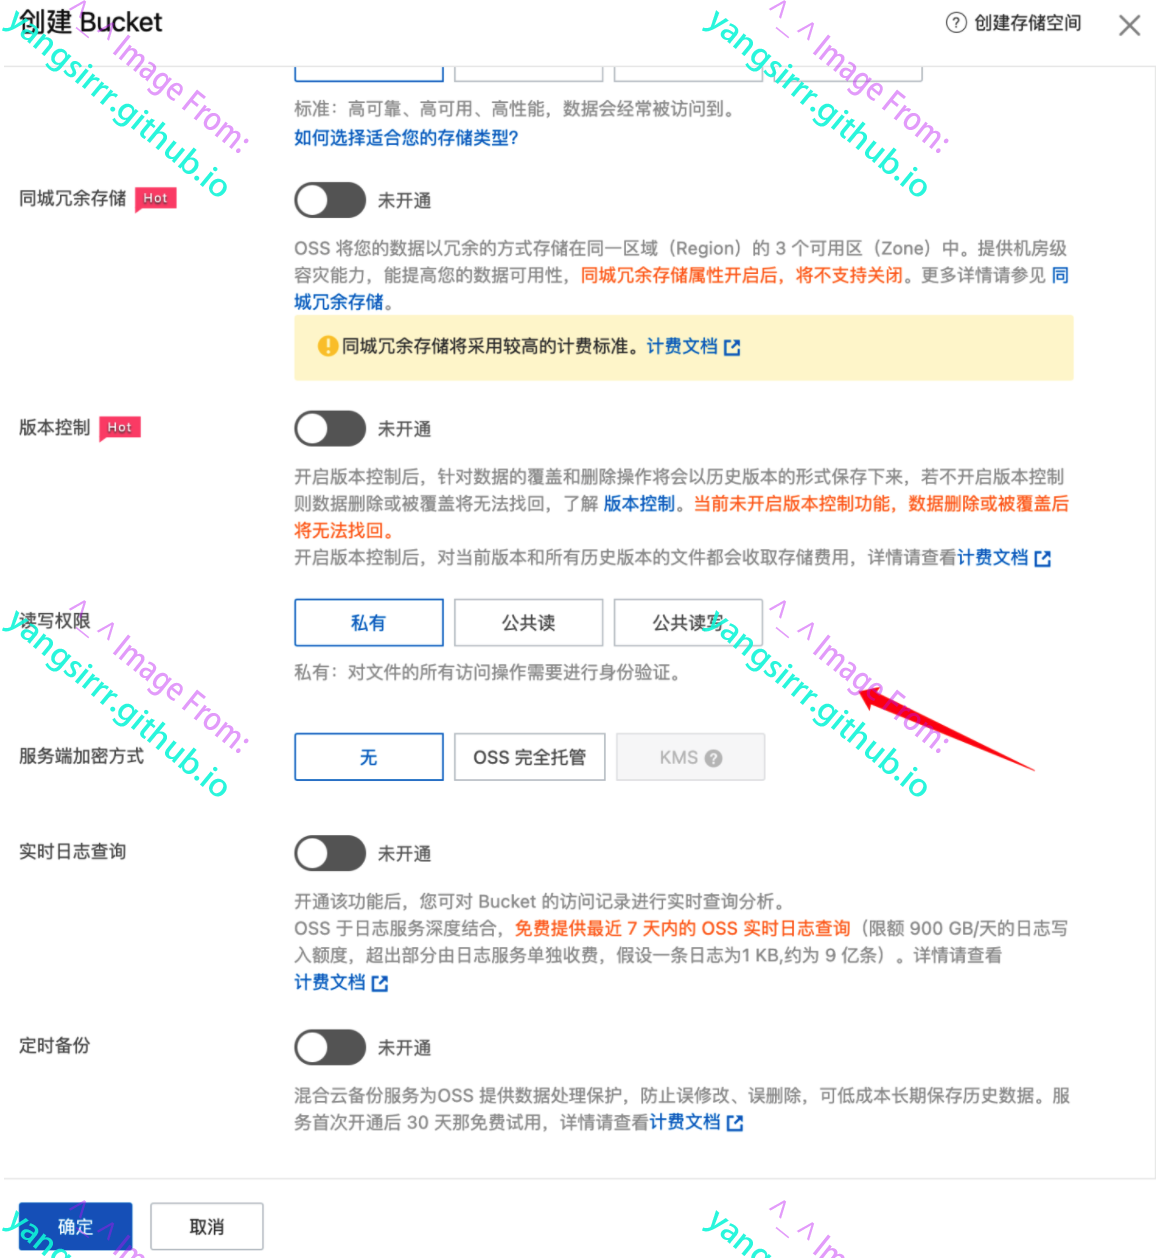 创建 Bucket
创建存储空间
标准：高可靠、高可用、高性能，数据会经常被访问到。
如何选择适合您的存储类型?
同城冗余存储 Hot
未开通
OSS 将您的数据以冗余的方式存储在同一区域（Region）的 3 个可用区（Zone）中。提供机房级
容灾能力，能提高您的数据可用性，同城冗余存储属性开启后，将不支持关闭。更多详情请参见 同
城冗余存储。
同城冗余存储将采用较高的计费标准。计费文档
版本控制 Hot
未开通
开启版本控制后，针对数据的覆盖和删除操作将会以历史版本的形式保存下来，若不开启版本控制
则数据删除或被覆盖将无法找回，了解 版本控制。当前未开启版本控制功能，数据删除或被覆盖后
将无法找回。
开启版本控制后，对当前版本和所有历史版本的文件都会收取存储费用，详情请查看计费文档
读写权限
私有
公共读
公共读写
私有：对文件的所有访问操作需要进行身份验证。
服务端加密方式
无
OSS 完全托管
KMS
实时日志查询
未开通
开通该功能后，您可对 Bucket 的访问记录进行实时查询分析。
OSS 于日志服务深度结合，免费提供最近 7 天内的 OSS 实时日志查询（限额 900 GB/天的日志写
入额度，超出部分由日志服务单独收费，假设一条日志为1 KB,约为 9 亿条）。详情请查看
计费文档
定时备份
未开通
混合云备份服务为OSS 提供数据处理保护，防止误修改、误删除，可低成本长期保存历史数据。服
务首次开通后 30 天那免费试用，详情请查看计费文档
确定
取消
^_^ Image From:
yangsirrr.github.io
^_^ Image From:
yangsirrr.github.io
^_^ Image From:
yangsirrr.github.io
^_^ Image From:
yangsirrr.github.io